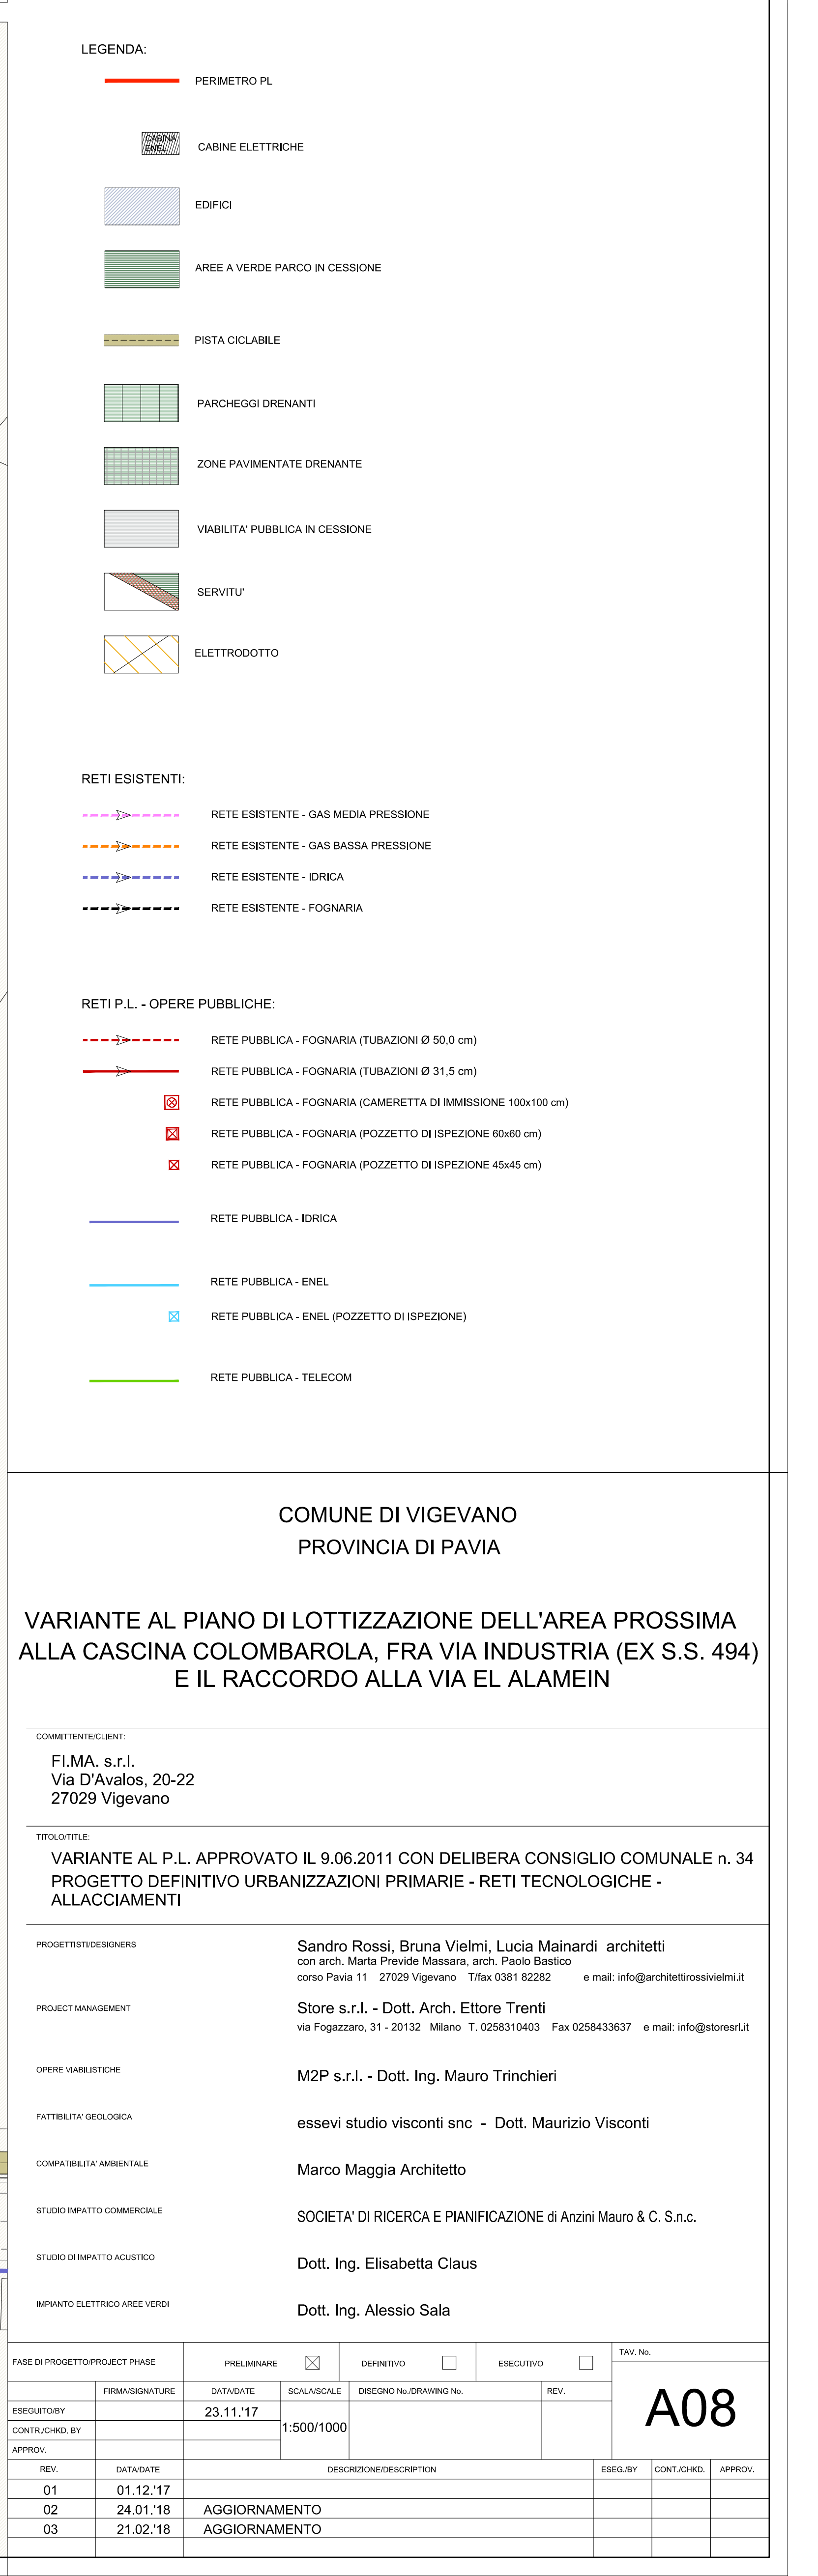 LEGENDA:
PERIMETRO PL
CABINA
ENEL
CABINE ELETTRICHE
EDIFICI
AREE A VERDE PARCO IN CESSIONE
PISTA CICLABILE
PARCHEGGI DRENANTI
ZONE PAVIMENTATE DRENANTE
VIABILITA' PUBBLICA IN CESSIONE
SERVITU'
ELETTRODOTTO
RETI ESISTENTI:
RETE ESISTENTE - GAS MEDIA PRESSIONE
RETE ESISTENTE - GAS BASSA PRESSIONE
RETE ESISTENTE - IDRICA
RETE ESISTENTE - FOGNARIA
RETI P.L. - OPERE PUBBLICHE:
RETE PUBBLICA - FOGNARIA (TUBAZIONI Ø 50,0 cm)
RETE PUBBLICA - FOGNARIA (TUBAZIONI Ø 31,5 cm)
RETE PUBBLICA - FOGNARIA (CAMERETTA DI IMMISSIONE 100x100 cm)
RETE PUBBLICA - FOGNARIA (POZZETTO DI ISPEZIONE 60x60 cm)
RETE PUBBLICA - FOGNARIA (POZZETTO DI ISPEZIONE 45x45 cm)
RETE PUBBLICA - IDRICA
RETE PUBBLICA - ENEL
RETE PUBBLICA - ENEL (POZZETTO DI ISPEZIONE)
RETE PUBBLICA - TELECOM
COMUNE DI VIGEVANO
PROVINCIA DI PAVIA
VARIANTE AL PIANO DI LOTTIZZAZIONE DELL'AREA PROSSIMA
ALLA CASCINA COLOMBAROLA, FRA VIA INDUSTRIA (EX S.S. 494)
E IL RACCORDO ALLA VIA EL ALAMEIN
COMMITTENTE/CLIENT:
FI.MA. s.r.l.
Via D'Avalos, 20-22
27029 Vigevano
TITOLO/TITLE:
VARIANTE AL P.L. APPROVATO IL 9.06.2011 CON DELIBERA CONSIGLIO COMUNALE n. 34
PROGETTO DEFINITIVO URBANIZZAZIONI PRIMARIE - RETI TECNOLOGICHE -
ALLACCIAMENTI
PROGETTISTI/DESIGNERS
Sandro Rossi, Bruna Vielmi, Lucia Mainardi architetti
con arch. Marta Previde Massara, arch. Paolo Bastico
corso Pavia 11 27029 Vigevano T/fax 0381 82282 e mail: info@architettirossivielmi.it
PROJECT MANAGEMENT
Store s.r.l. - Dott. Arch. Ettore Trenti
via Fogazzaro, 31 - 20132 Milano T. 0258310403 Fax 0258433637 e mail: info@storesrl.it
OPERE VIABILISTICHE
M2P s.r.l. - Dott. Ing. Mauro Trinchieri
FATTIBILITA' GEOLOGICA
essevi studio visconti snc - Dott. Maurizio Visconti
COMPATIBILITA' AMBIENTALE
Marco Maggia Architetto
STUDIO IMPATTO COMMERCIALE
SOCIETA' DI RICERCA E PIANIFICAZIONE di Anzini Mauro & C. S.n.c.
STUDIO DI IMPATTO ACUSTICO
Dott. Ing. Elisabetta Claus
IMPIANTO ELETTRICO AREE VERDI
Dott. Ing. Alessio Sala
FASE DI PROGETTO/PROJECT PHASE PRELIMINARE DEFINITIVO ESECUTIVO TAV. No.
A08
FIRMA/SIGNATURE DATA/DATE SCALA/SCALE DISEGNO No./DRAWING No. REV.
ESEGUITO/BY 23.11.'17
CONTR./CHKD. BY 1:500/1000
APPROV.
REV. DATA/DATE DESCRIZIONE/DESCRIPTION ESEG./BY CONT./CHKD. APPROV.
01 01.12.'17
02 24.01.'18 AGGIORNAMENTO
03 21.02.'18 AGGIORNAMENTO